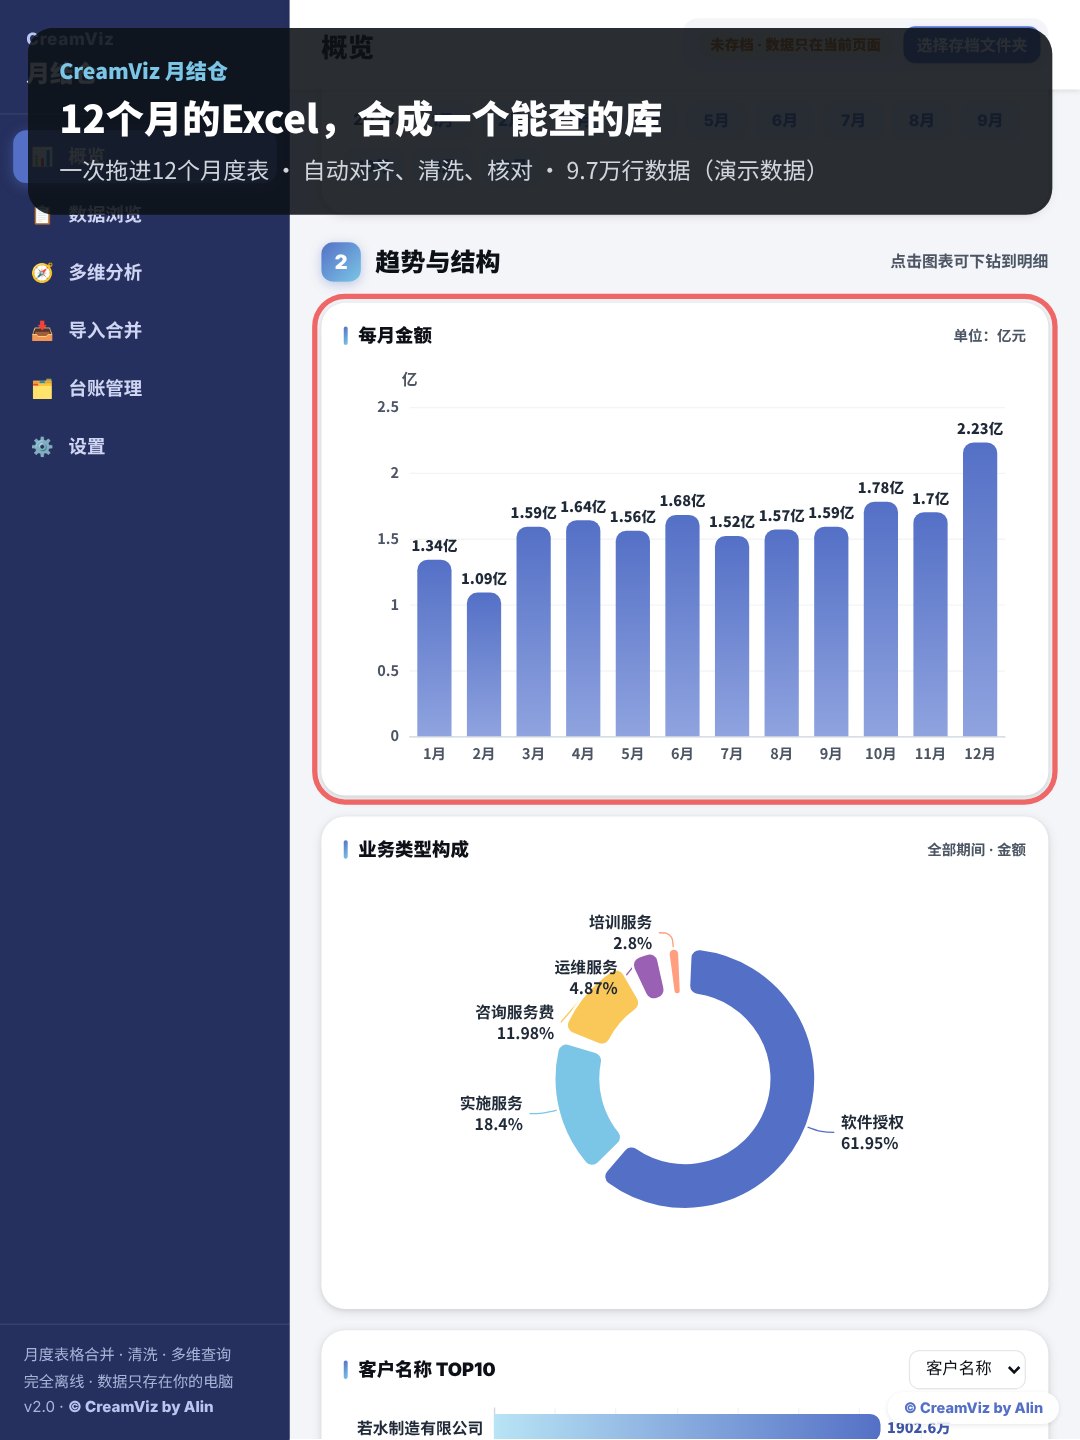 CreamViz
概览
未存档 · 数据只在当前页面
选择存档文件夹
CreamViz 月结仓
12个月的Excel，合成一个能查的库
一次拖进12个月度表 · 自动对齐、清洗、核对 · 9.7万行数据（演示数据）
5月 6月 7月 8月 9月
概览
数据浏览
多维分析
导入合并
台账管理
设置
2 趋势与结构
点击图表可下钻到明细
每月金额
单位：亿元
亿
2.5
2
1.5
1
0.5
0
1.34亿
1.09亿
1.59亿
1.64亿
1.56亿
1.68亿
1.52亿
1.57亿
1.59亿
1.78亿
1.7亿
2.23亿
1月 2月 3月 4月 5月 6月 7月 8月 9月 10月 11月 12月
业务类型构成
全部期间 · 金额
培训服务
2.8%
运维服务
4.87%
咨询服务费
11.98%
实施服务
18.4%
软件授权
61.95%
客户名称 TOP10
客户名称
若水制造有限公司
1902.6万
© CreamViz by Alin
月度表格合并 · 清洗 · 多维查询
完全离线 · 数据只存在你的电脑
v2.0 · © CreamViz by Alin